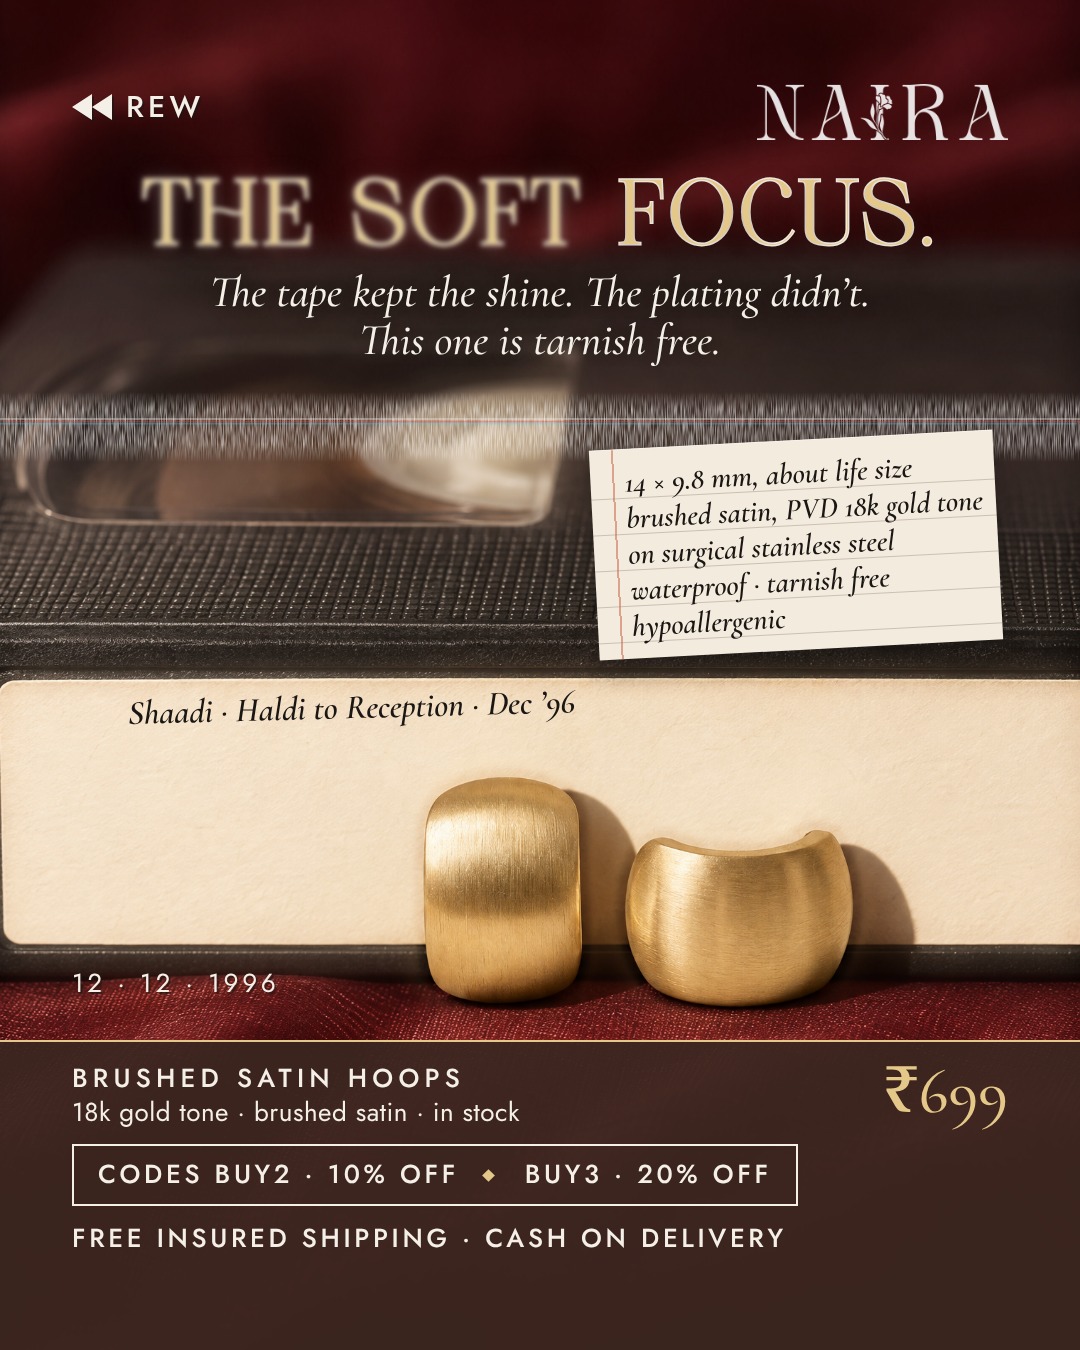 REW
NAIRA
THE SOFT FOCUS.
The tape kept the shine. The plating didn't.
This one is tarnish free.
14 × 9.8 mm, about life size
brushed satin, PVD 18k gold tone
on surgical stainless steel
waterproof · tarnish free
hypoallergenic
Shaadi · Haldi to Reception · Dec ’96
12 · 12 · 1996
BRUSHED SATIN HOOPS
18k gold tone · brushed satin · in stock
₹699
CODES BUY2 · 10% OFF ◆ BUY3 · 20% OFF
FREE INSURED SHIPPING · CASH ON DELIVERY